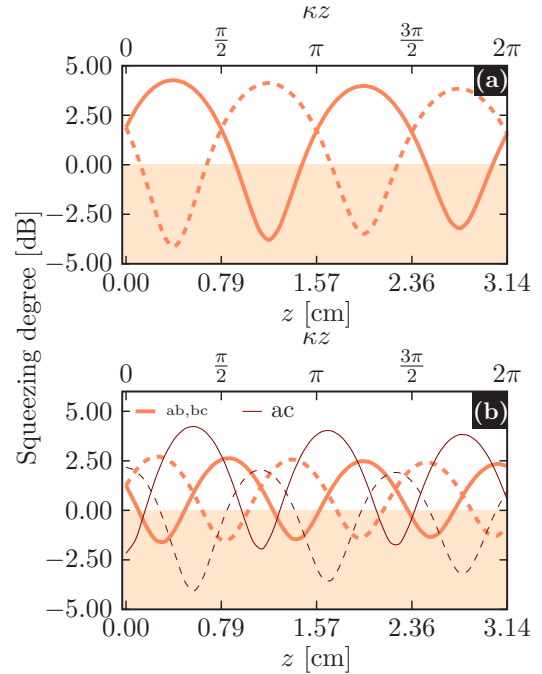 κz
0 π/2 π 3π/2 2π
(a)
5.00
2.50
0.00
−2.50
−5.00
0.00 0.79 1.57 2.36 3.14
z [cm]
Squeezing degree [dB]
κz
0 π/2 π 3π/2 2π
ab,bc ac (b)
5.00
2.50
0.00
−2.50
−5.00
0.00 0.79 1.57 2.36 3.14
z [cm]